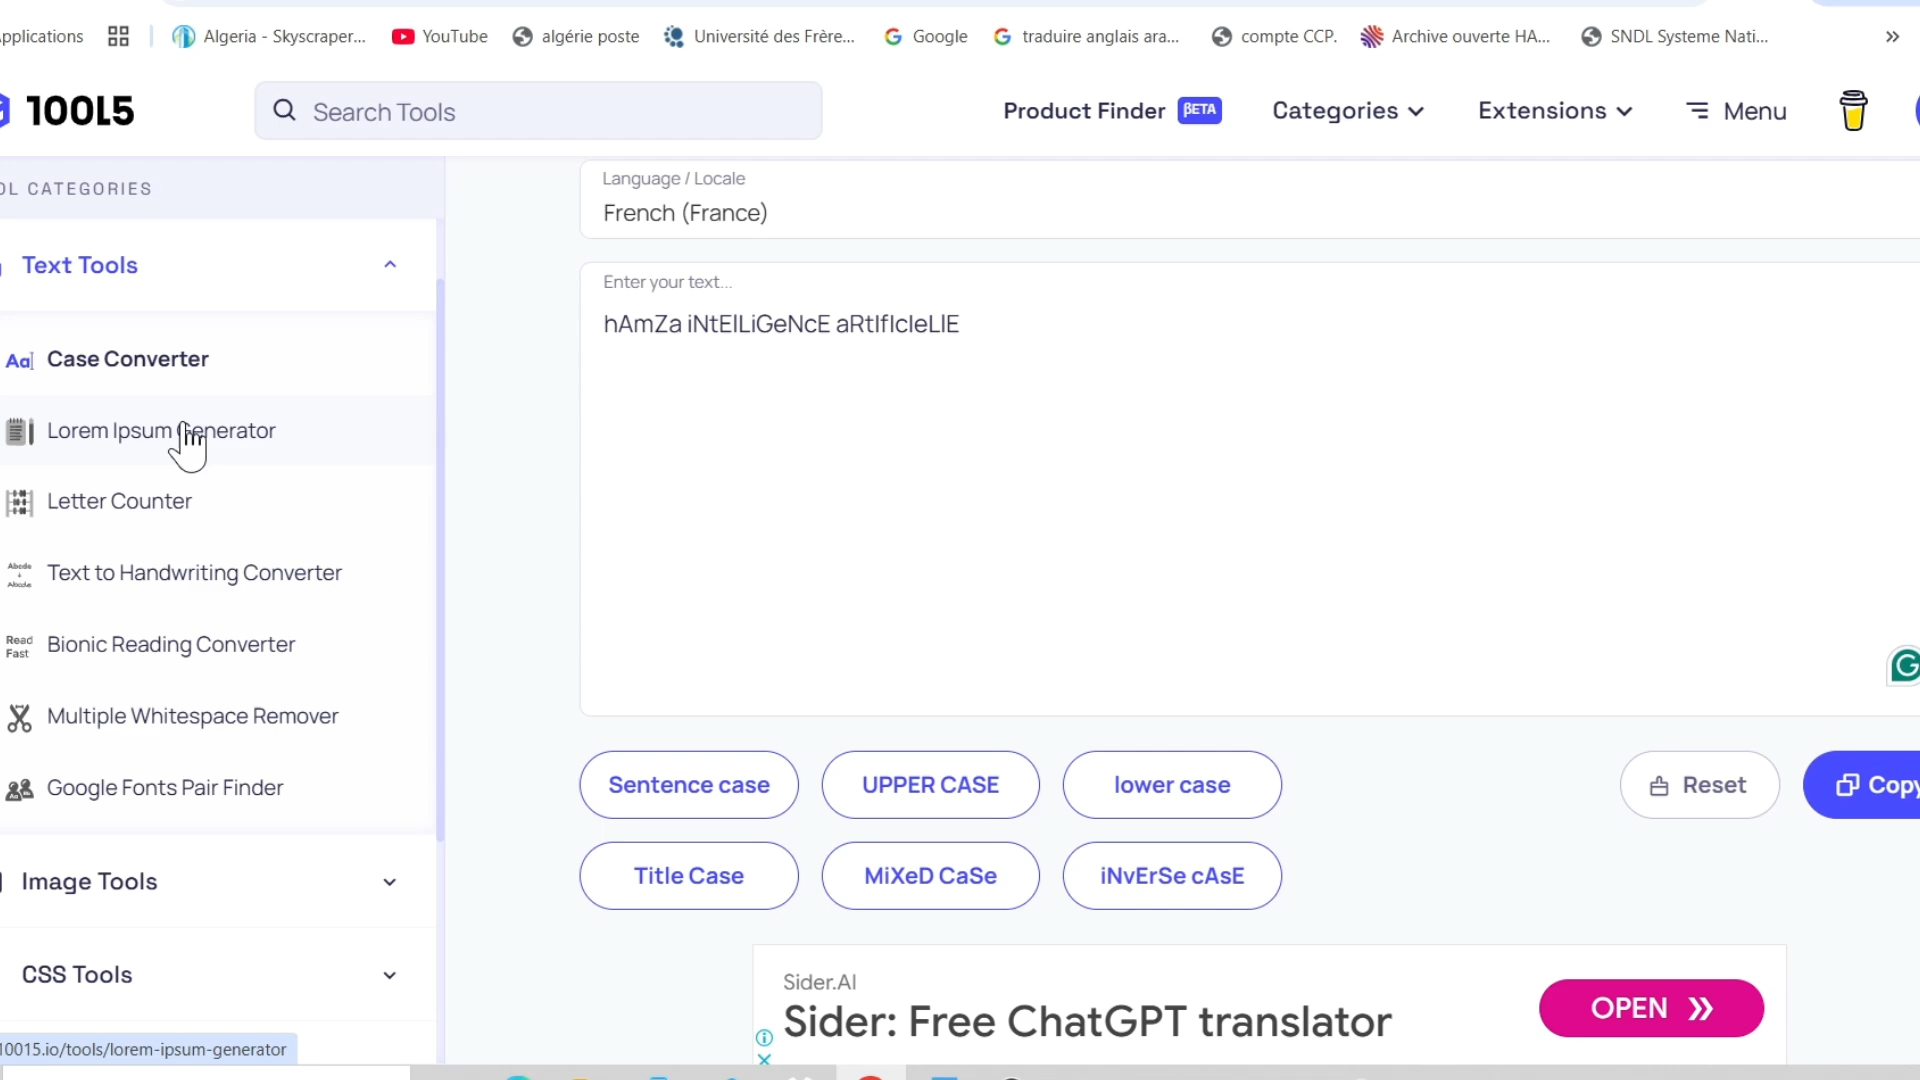 pplications
Algeria - Skyscraper...
YouTube
algérie poste
Université des Frère...
Google
traduire anglais ara...
compte CCP.
Archive ouverte HA...
SNDL Systeme Nati...
»
10015
Search Tools
Product Finder BETA
Categories
Extensions
Menu
OL CATEGORIES
Text Tools
Case Converter
Lorem Ipsum Generator
Letter Counter
Text to Handwriting Converter
Read Fast
Bionic Reading Converter
Multiple Whitespace Remover
Google Fonts Pair Finder
Image Tools
CSS Tools
10015.io/tools/lorem-ipsum-generator
Language / Locale
French (France)
Enter your text...
hAmZa iNtElLiGeNcE aRtIfIcIeLlE
Sentence case
UPPER CASE
lower case
Reset
Copy
Title Case
MiXeD CaSe
iNvErSe cAsE
Sider.AI
Sider: Free ChatGPT translator
OPEN